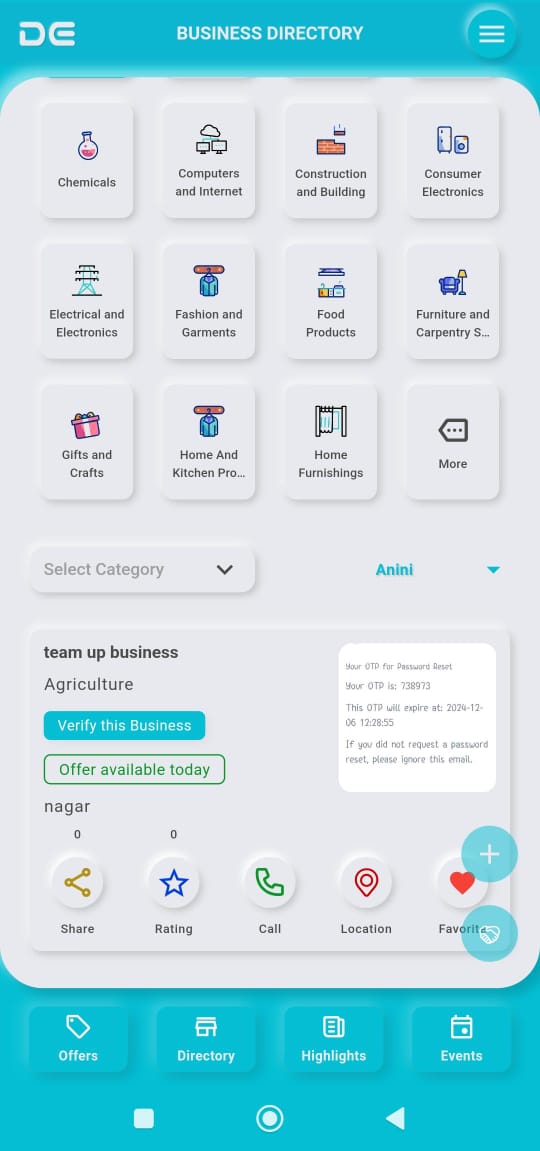 DE
BUSINESS DIRECTORY
Chemicals
Computers
and Internet
Construction
and Building
Consumer
Electronics
Electrical and
Electronics
Fashion and
Garments
Food
Products
Furniture and
Carpentry S...
Gifts and
Crafts
Home And
Kitchen Pro...
Home
Furnishings
More
Select Category
Anini
team up business
Agriculture
Verify this Business
Offer available today
nagar
Your OTP for Password Reset
Your OTP is: 738973
This OTP will expire at: 2024-12-
06 12:28:55
If you did not request a password
reset, please ignore this email.
0
0
Share
Rating
Call
Location
Favorite
Offers
Directory
Highlights
Events